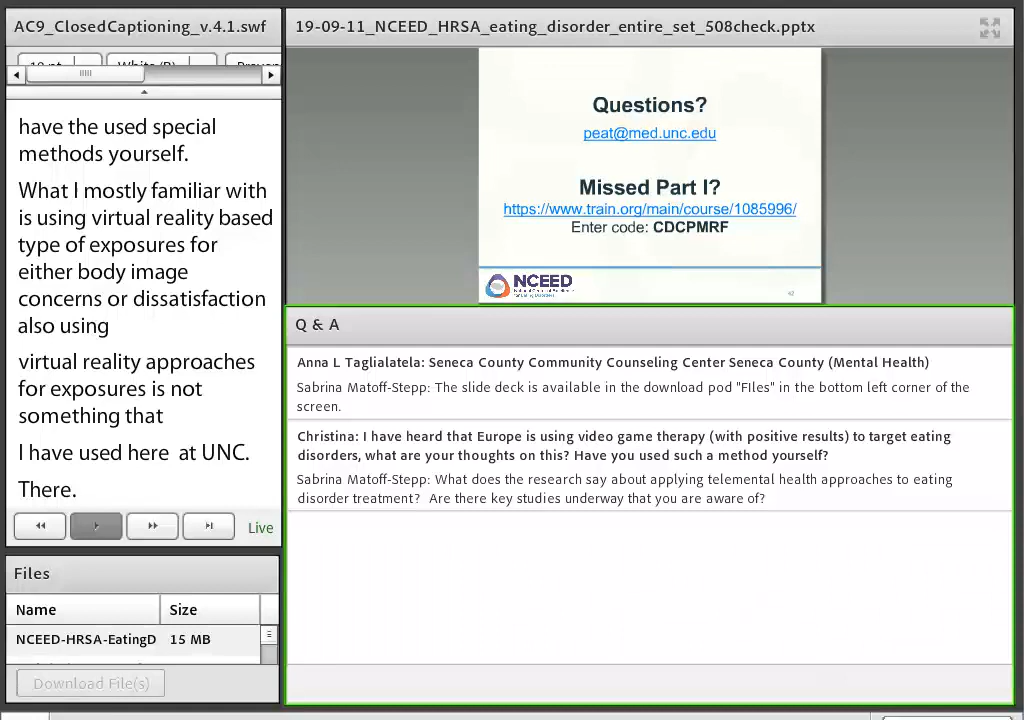 AC9_ClosedCaptioning_v.4.1.swf
have the used special
methods yourself.
What I mostly familiar with
is using virtual reality based
type of exposures for
either body image
concerns or dissatisfaction
also using
virtual reality approaches
for exposures is not
something that
I have used here at UNC.
There.
Live
Files
Name Size
NCEED-HRSA-EatingD 15 MB
Download File(s)
19-09-11_NCEED_HRSA_eating_disorder_entire_set_508check.pptx
Questions?
peat@med.unc.edu
Missed Part I?
https://www.train.org/main/course/1085996/
Enter code: CDCPMRF
NCEED
Q & A
Anna L Taglialatela: Seneca County Community Counseling Center Seneca County (Mental Health)
Sabrina Matoff-Stepp: The slide deck is available in the download pod "FIles" in the bottom left corner of the
screen.
Christina: I have heard that Europe is using video game therapy (with positive results) to target eating
disorders, what are your thoughts on this? Have you used such a method yourself?
Sabrina Matoff-Stepp: What does the research say about applying telemental health approaches to eating
disorder treatment? Are there key studies underway that you are aware of?